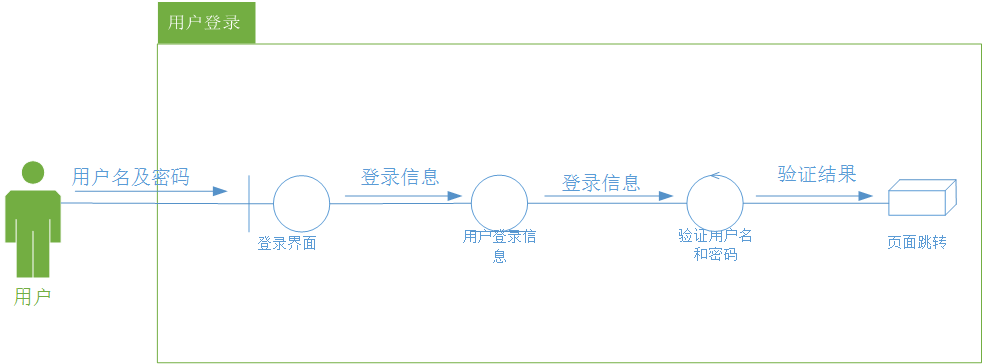 用户登录
用户名及密码
登录信息
登录信息
验证结果
登录界面
用户登录信
息
验证用户名
和密码
页面跳转
用户